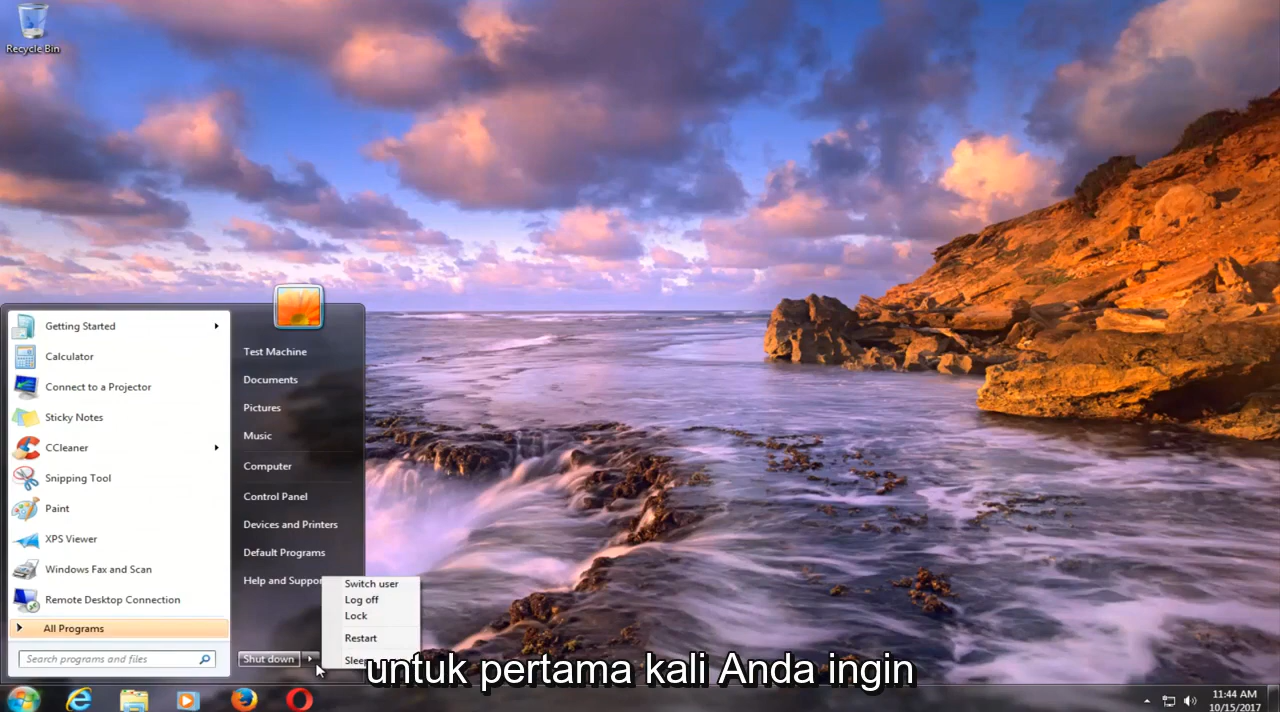 Recycle Bin
Getting Started
Calculator
Connect to a Projector
Sticky Notes
CCleaner
Snipping Tool
Paint
XPS Viewer
Windows Fax and Scan
Remote Desktop Connection
All Programs
Search programs and files
Test Machine
Documents
Pictures
Music
Computer
Control Panel
Devices and Printers
Default Programs
Help and Suppor
Shut down
Switch user
Log off
Lock
Restart
untuk pertama kali Anda ingin
11:44 AM
10/15/2017